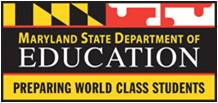 MARYLAND STATE DEPARTMENT OF
EDUCATION
PREPARING WORLD CLASS STUDENTS